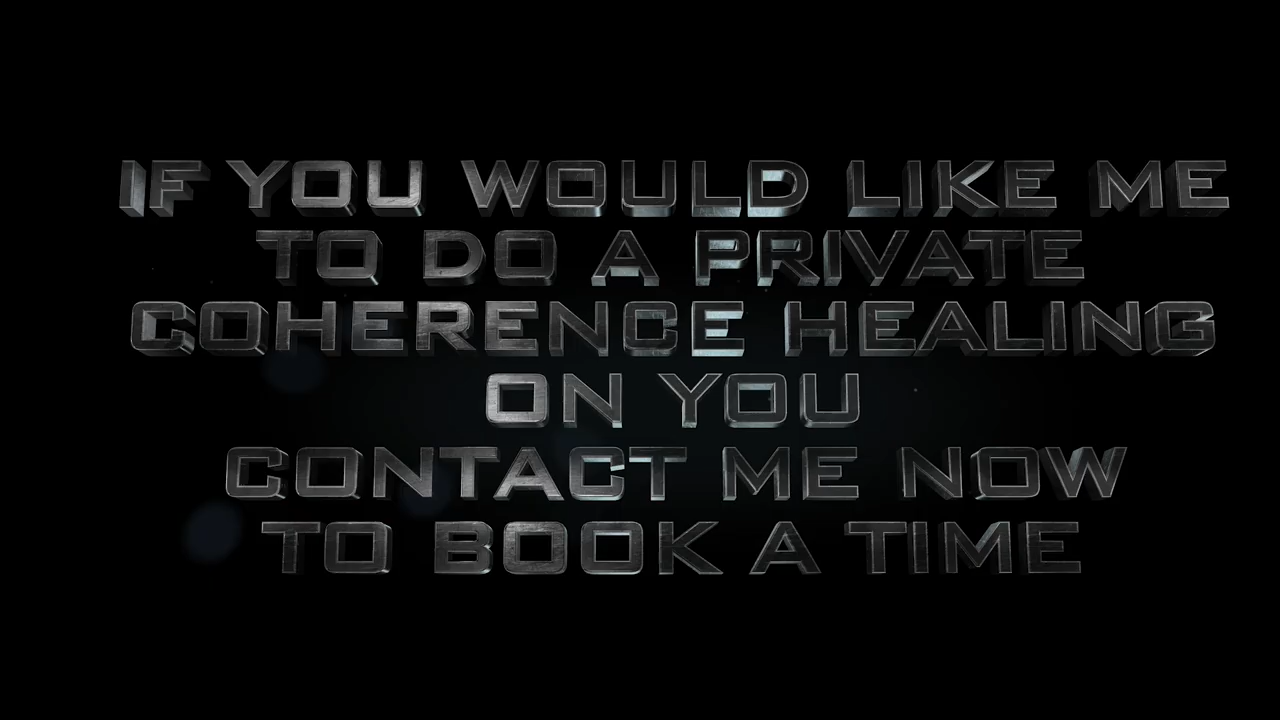 IF YOU WOULD LIKE ME
TO DO A PRIVATE
COHERENCE HEALING
ON YOU
CONTACT ME NOW
TO BOOK A TIME